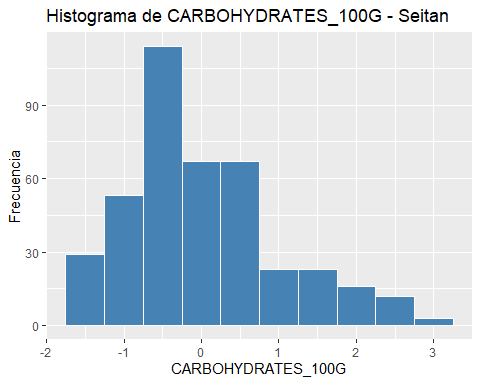 Histograma de CARBOHYDRATES_100G - Seitan
Frecuencia
90
60
30
0
-2 -1 0 1 2 3
CARBOHYDRATES_100G